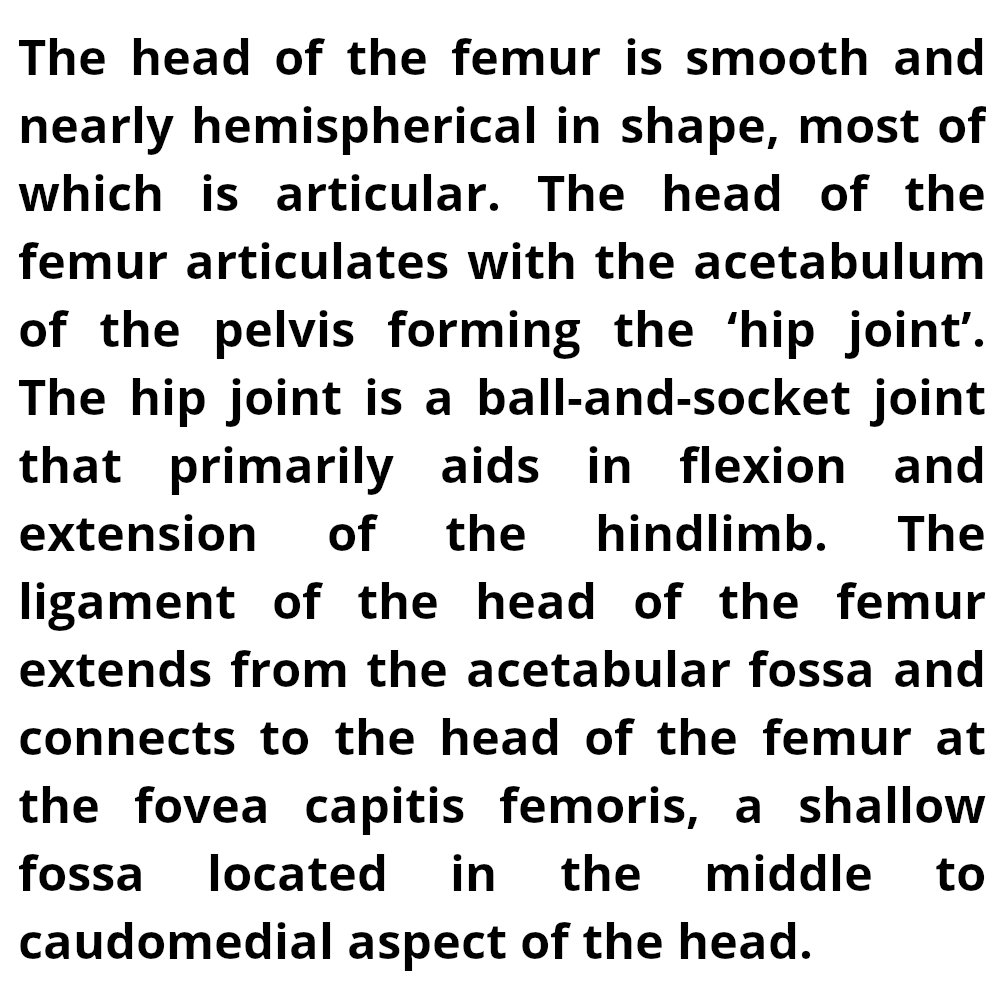 The head of the femur is smooth and
nearly hemispherical in shape, most of
which is articular. The head of the
femur articulates with the acetabulum
of the pelvis forming the ‘hip joint’.
The hip joint is a ball-and-socket joint
that primarily aids in flexion and
extension of the hindlimb. The
ligament of the head of the femur
extends from the acetabular fossa and
connects to the head of the femur at
the fovea capitis femoris, a shallow
fossa located in the middle to
caudomedial aspect of the head.